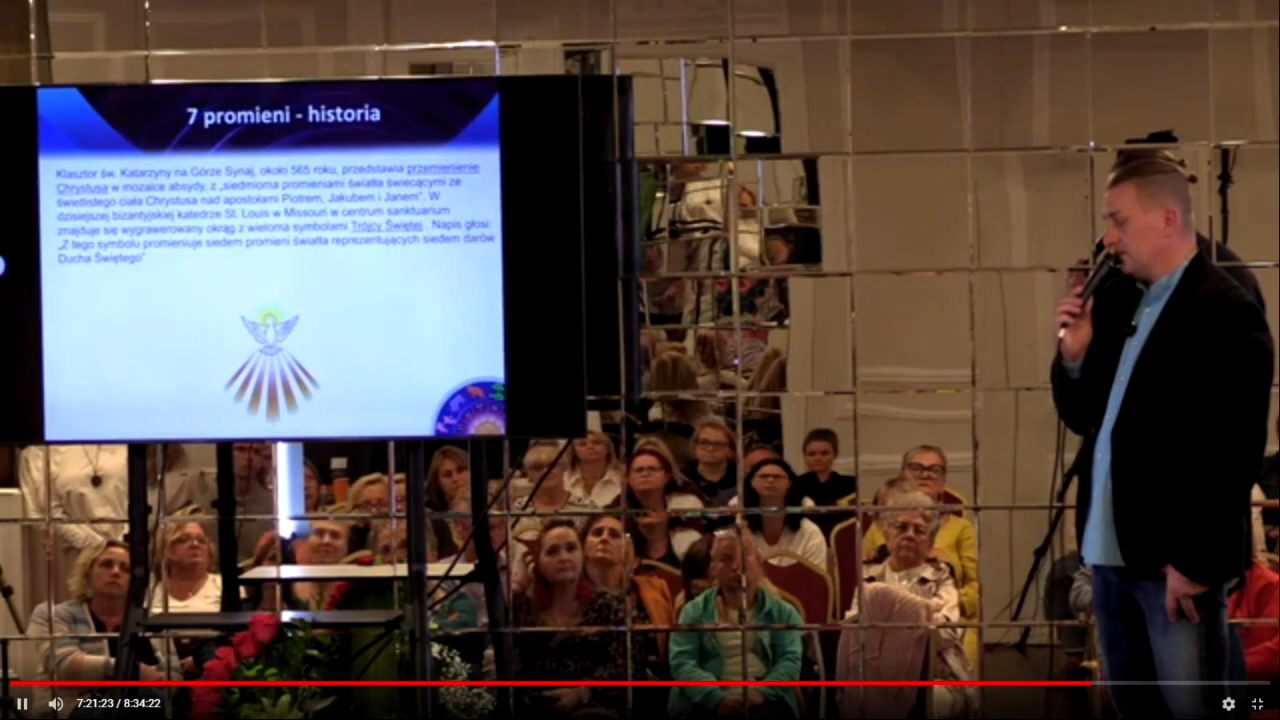 7 promieni - historia
Klasztor św. Katarzyny na Górze Synaj, około 565 roku, przedstawia przemienienie
Chrystusa w mozaice absydy, z „siedmioma promieniami światła świecącymi ze
świetlistego ciała Chrystusa nad apostołami Piotrem, Jakubem i Janem”. W
dzisiejszej bizantyjskiej katedrze St. Louis w Missouri w centrum sanktuarium
znajduje się wygrawerowany okrąg z wieloma symbolami Trójcy Świętej . Napis głosi:
„Z tego symbolu promieniuje siedem promieni światła reprezentujących siedem darów
Ducha Świętego”
7:21:23 / 8:34:22